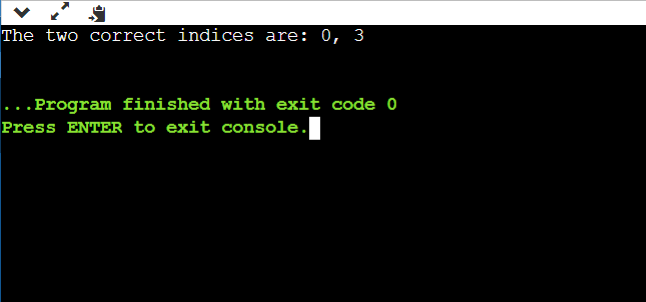 The two correct indices are: 0, 3
...Program finished with exit code 0
Press ENTER to exit console.